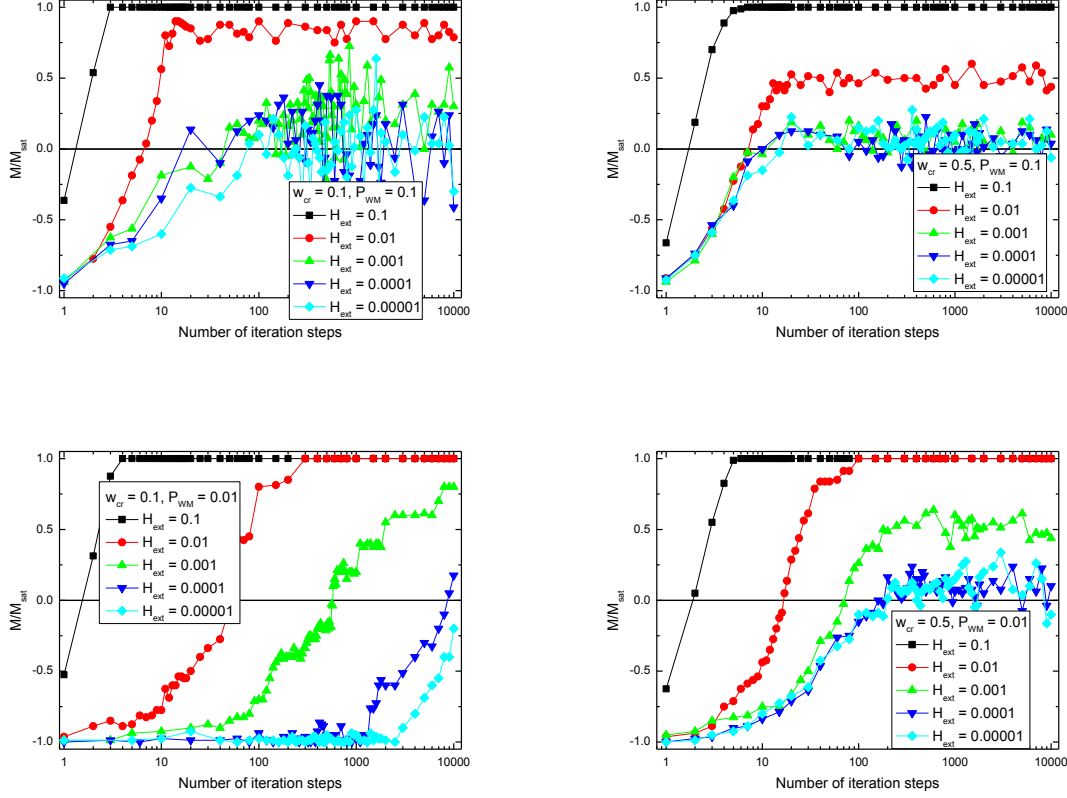 1.0
0.5
0.0
-0.5
-1.0
M/M_sat
1 10 100 1000 10000
Number of iteration steps
w_cr = 0.1, P_WM = 0.1
H_ext = 0.1
H_ext = 0.01
H_ext = 0.001
H_ext = 0.0001
H_ext = 0.00001
1.0
0.5
0.0
-0.5
-1.0
M/M_sat
1 10 100 1000 10000
Number of iteration steps
w_cr = 0.5, P_WM = 0.1
H_ext = 0.1
H_ext = 0.01
H_ext = 0.001
H_ext = 0.0001
H_ext = 0.00001
1.0
0.5
0.0
-0.5
-1.0
M/M_sat
1 10 100 1000 10000
Number of iteration steps
w_cr = 0.1, P_WM = 0.01
H_ext = 0.1
H_ext = 0.01
H_ext = 0.001
H_ext = 0.0001
H_ext = 0.00001
1.0
0.5
0.0
-0.5
-1.0
M/M_sat
1 10 100 1000 10000
Number of iteration steps
w_cr = 0.5, P_WM = 0.01
H_ext = 0.1
H_ext = 0.01
H_ext = 0.001
H_ext = 0.0001
H_ext = 0.00001